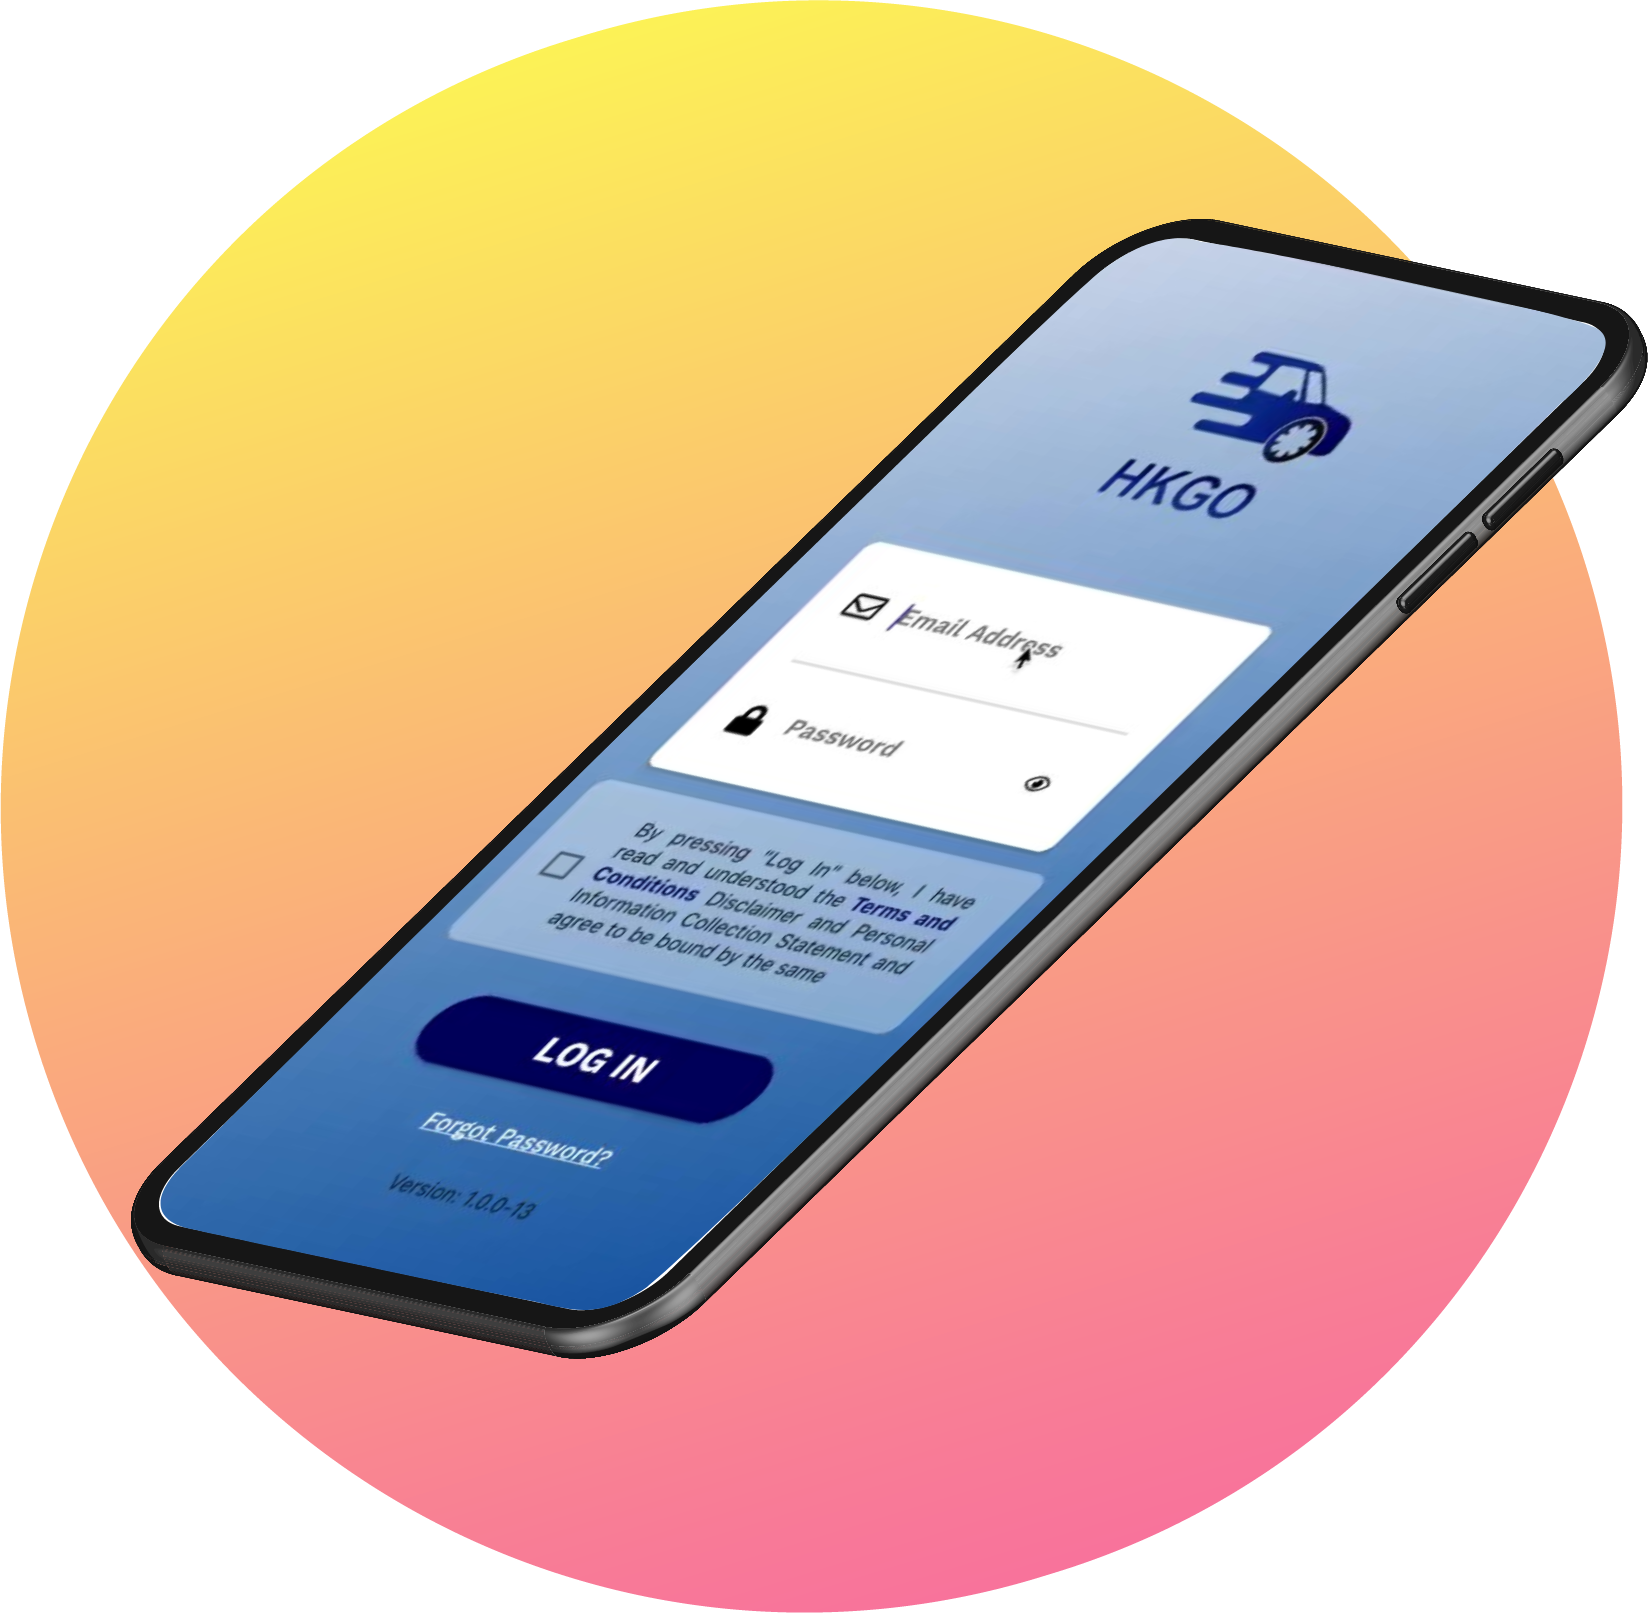 HKGO
Email Address
Password
By pressing "Log In" below, I have
read and understood the Terms and
Conditions Disclaimer and Personal
Information Collection Statement and
agree to be bound by the same
LOG IN
Forgot Password?
Version: 1.0.0-13